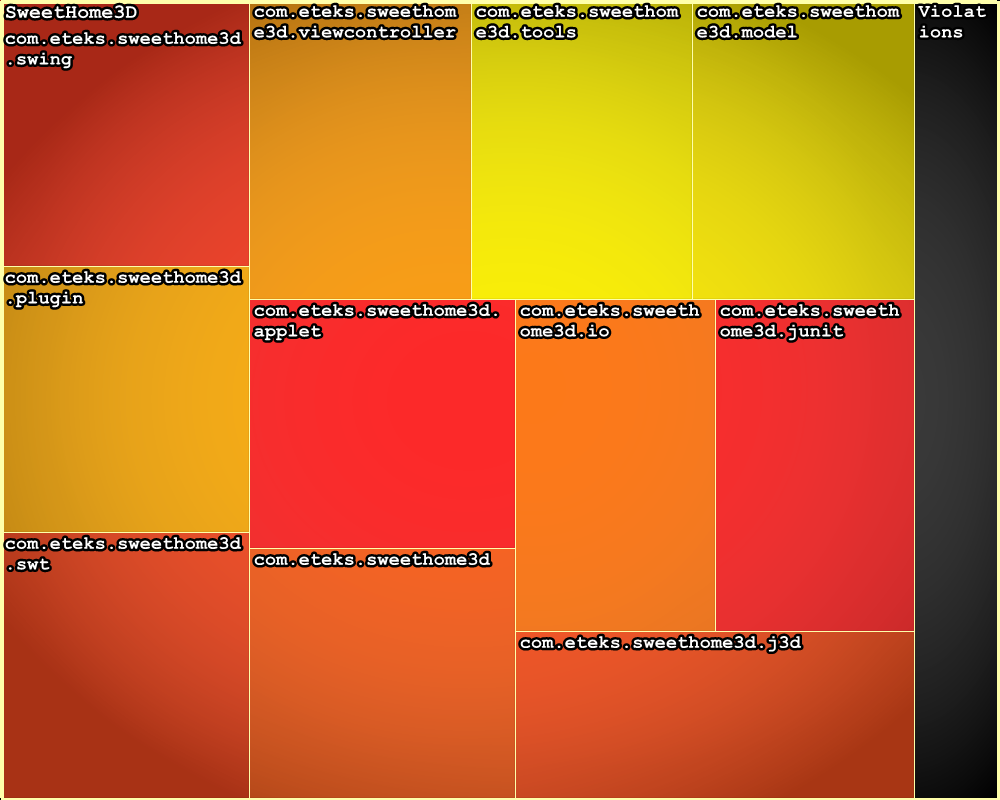 SweetHome3D
com.eteks.sweethome3d
.swing
com.eteks.sweethom
e3d.viewcontroller
com.eteks.sweethom
e3d.tools
com.eteks.sweethom
e3d.model
Violat
ions
com.eteks.sweethome3d
.plugin
com.eteks.sweethome3d.
applet
com.eteks.sweeth
ome3d.io
com.eteks.sweeth
ome3d.junit
com.eteks.sweethome3d
.swt
com.eteks.sweethome3d
com.eteks.sweethome3d.j3d